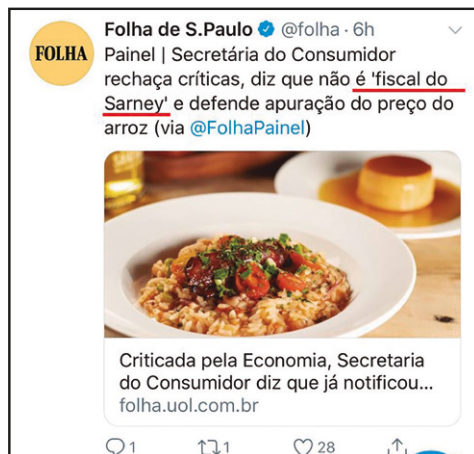 Folha de S.Paulo @folha · 6h
FOLHA
Painel | Secretária do Consumidor
rechaça críticas, diz que não é 'fiscal do
Sarney' e defende apuração do preço do
arroz (via @FolhaPainel)
Criticada pela Economia, Secretaria
do Consumidor diz que já notificou...
folha.uol.com.br
1 1 28